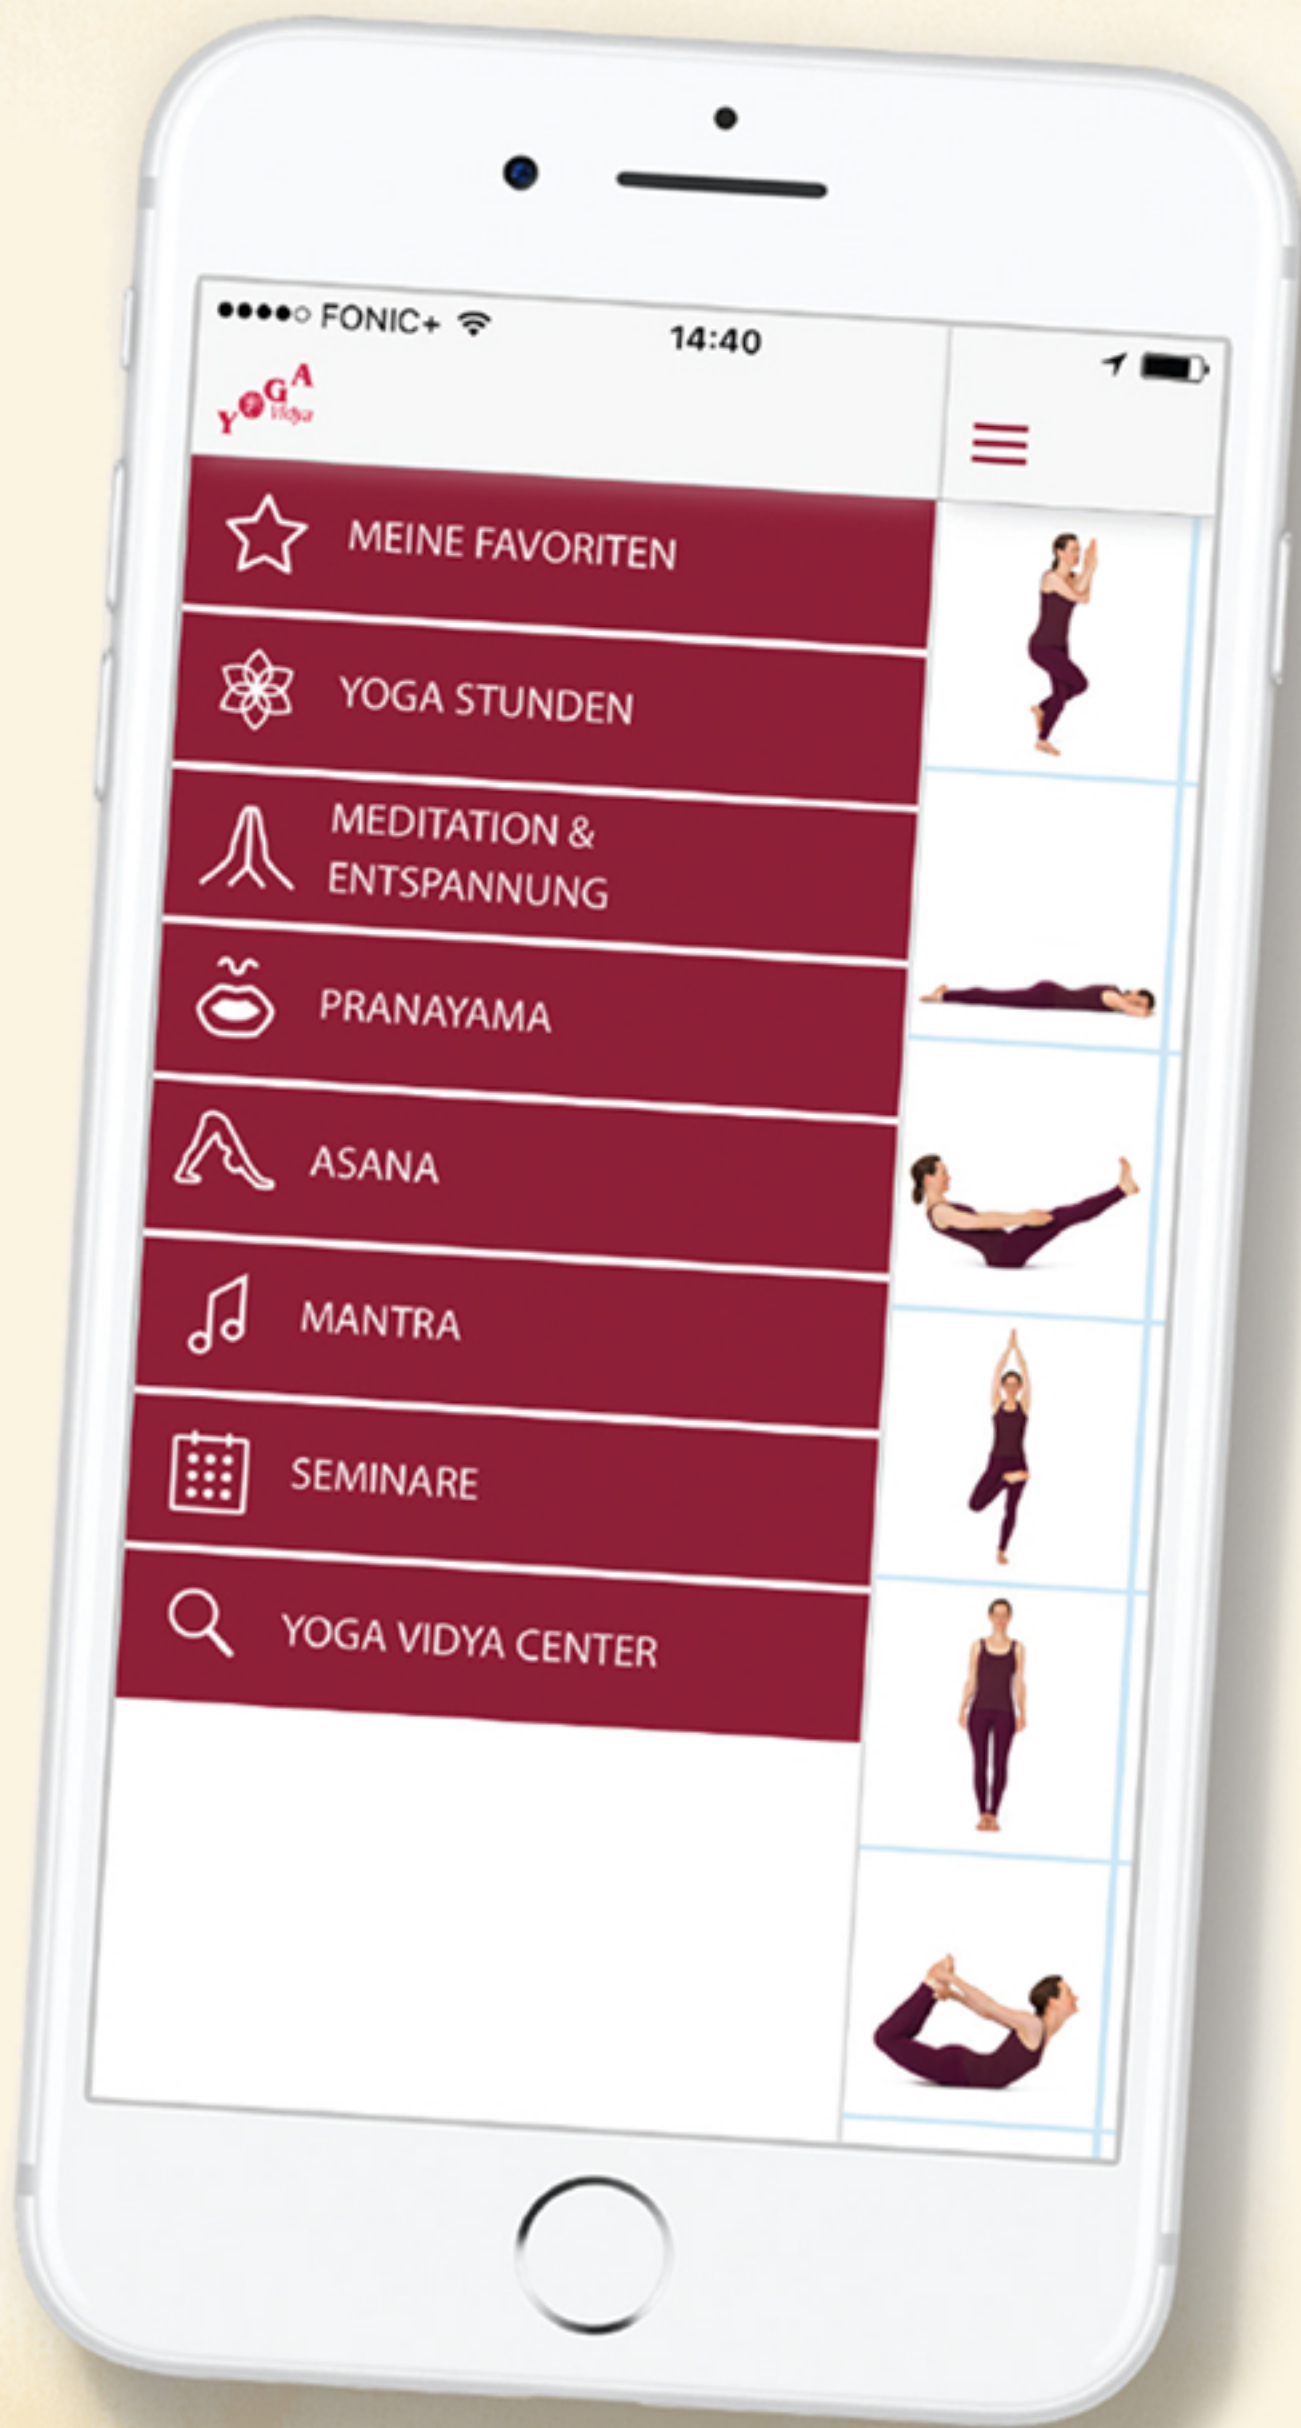 FONIC+
14:40
YOGA
Vidya
MEINE FAVORITEN
YOGA STUNDEN
MEDITATION &
ENTSPANNUNG
PRANAYAMA
ASANA
MANTRA
SEMINARE
YOGA VIDYA CENTER